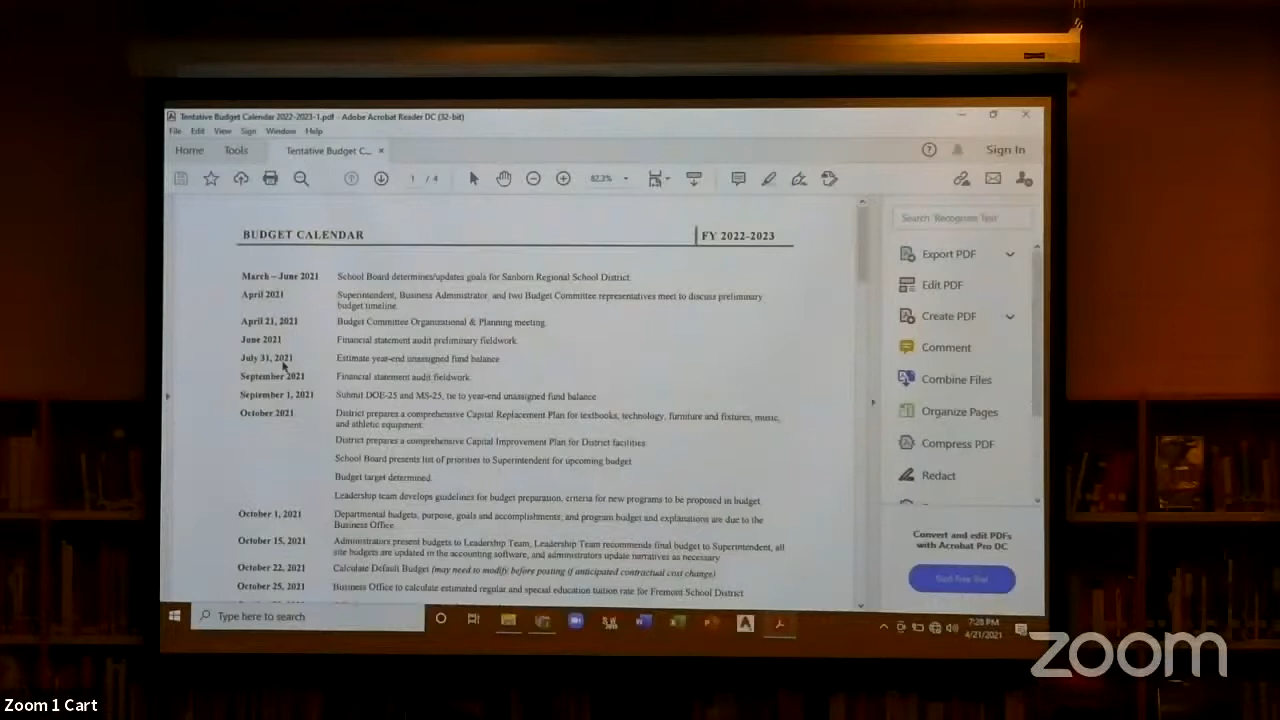 Tentative Budget Calendar 2022-2023-1.pdf - Adobe Acrobat Reader DC (32-bit)
File Edit View Sign Window Help
Home Tools Tentative Budget C... × Sign In
1 / 4 82.3%
BUDGET CALENDAR FY 2022-2023
Search 'Recognize Text'
March – June 2021 School Board determines/updates goals for Sanborn Regional School District.
Export PDF
April 2021 Superintendent, Business Administrator, and two Budget Committee representatives meet to discuss preliminary
budget timeline.
Edit PDF
April 21, 2021 Budget Committee Organizational & Planning meeting.
Create PDF
June 2021 Financial statement audit preliminary fieldwork.
Comment
July 31, 2021 Estimate year-end unassigned fund balance
September 2021 Financial statement audit fieldwork.
Combine Files
September 1, 2021 Submit DOE-25 and MS-25, tie to year-end unassigned fund balance
October 2021 District prepares a comprehensive Capital Replacement Plan for textbooks, technology, furniture and fixtures, music,
and athletic equipment.
Organize Pages
District prepares a comprehensive Capital Improvement Plan for District facilities
Compress PDF
School Board presents list of priorities to Superintendent for upcoming budget
Budget target determined.
Redact
Leadership team develops guidelines for budget preparation, criteria for new programs to be proposed in budget.
October 1, 2021 Departmental budgets, purpose, goals and accomplishments, and program budget and explanations are due to the
Business Office.
October 15, 2021 Administrators present budgets to Leadership Team, Leadership Team recommends final budget to Superintendent, all
site budgets are updated in the accounting software, and administrators update narratives as necessary
Convert and edit PDFs
with Acrobat Pro DC
October 22, 2021 Calculate Default Budget (may need to modify before posting if anticipated contractual cost change)
Start Free Trial
October 25, 2021 Business Office to calculate estimated regular and special education tuition rate for Fremont School District
Type here to search
7:28 PM
4/21/2021
zoom
Zoom 1 Cart